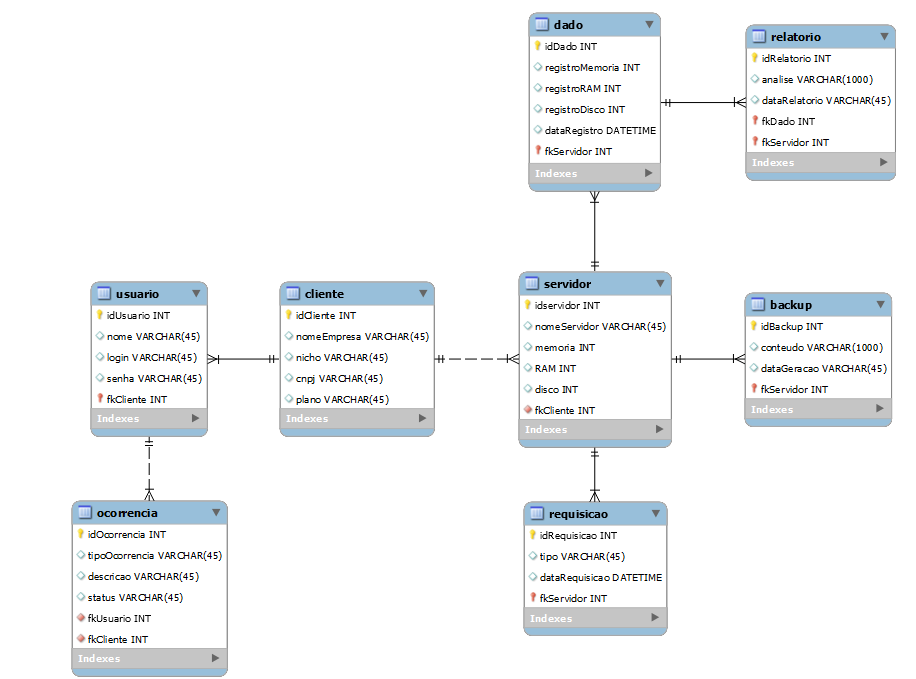 dado
idDado INT
registroMemoria INT
registroRAM INT
registroDisco INT
dataRegistro DATETIME
fkServidor INT
Indexes
relatorio
idRelatorio INT
analise VARCHAR(1000)
dataRelatorio VARCHAR(45)
fkDado INT
fkServidor INT
Indexes
usuario
idUsuario INT
nome VARCHAR(45)
login VARCHAR(45)
senha VARCHAR(45)
fkCliente INT
Indexes
cliente
idCliente INT
nomeEmpresa VARCHAR(45)
nicho VARCHAR(45)
cnpj VARCHAR(45)
plano VARCHAR(45)
Indexes
servidor
idservidor INT
nomeServidor VARCHAR(45)
memoria INT
RAM INT
disco INT
fkCliente INT
Indexes
backup
idBackup INT
conteudo VARCHAR(1000)
dataGeracao VARCHAR(45)
fkServidor INT
Indexes
ocorrencia
idOcorrencia INT
tipoOcorrencia VARCHAR(45)
descricao VARCHAR(45)
status VARCHAR(45)
fkUsuario INT
fkCliente INT
Indexes
requisicao
idRequisicao INT
tipo VARCHAR(45)
dataRequisicao DATETIME
fkServidor INT
Indexes